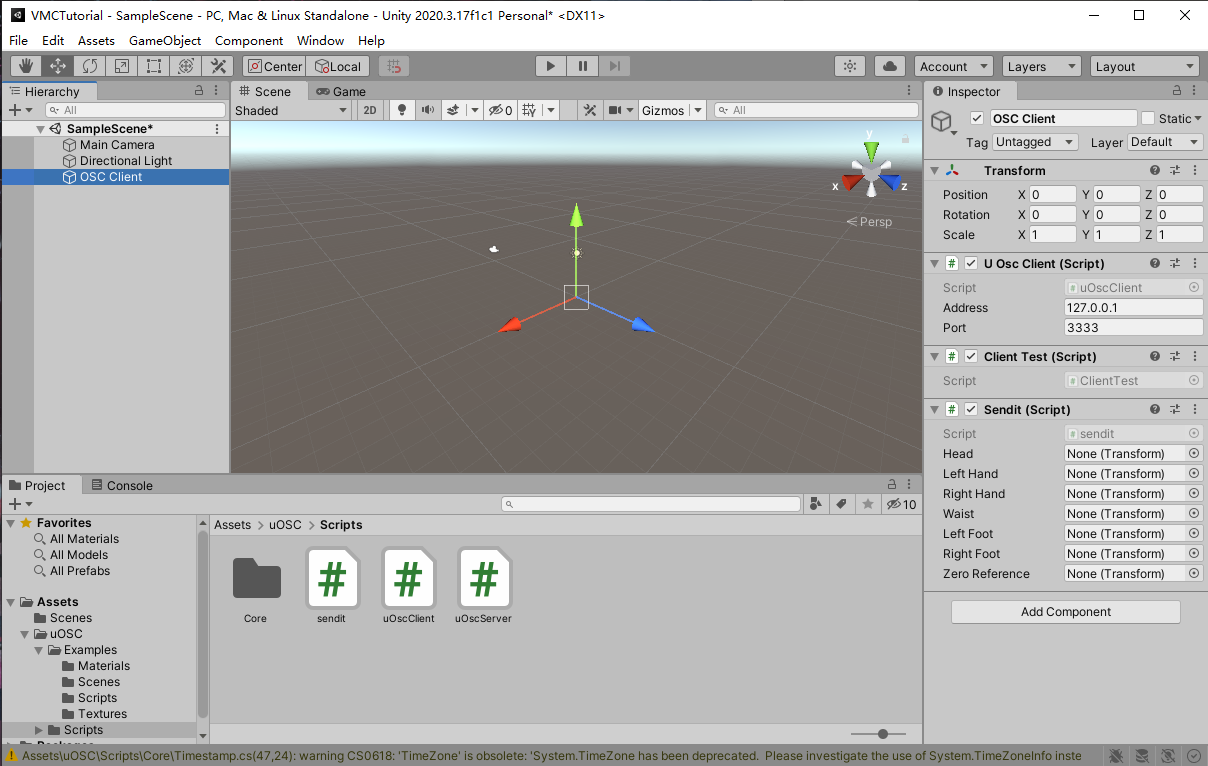 VMCTutorial - SampleScene - PC, Mac & Linux Standalone - Unity 2020.3.17f1c1 Personal* <DX11>
File Edit Assets GameObject Component Window Help
Center Local Account Layers Layout
Hierarchy
All
SampleScene*
Main Camera
Directional Light
OSC Client
Scene Game
Shaded 2D 0 Gizmos All
y
x z
Persp
Inspector
OSC Client Static
Tag Untagged Layer Default
Transform
Position X 0 Y 0 Z 0
Rotation X 0 Y 0 Z 0
Scale X 1 Y 1 Z 1
# U Osc Client (Script)
Script # uOscClient
Address 127.0.0.1
Port 3333
# Client Test (Script)
Script # ClientTest
# Sendit (Script)
Script # sendit
Head None (Transform)
Left Hand None (Transform)
Right Hand None (Transform)
Waist None (Transform)
Left Foot None (Transform)
Right Foot None (Transform)
Zero Reference None (Transform)
Add Component
Project Console
10
Favorites
All Materials
All Models
All Prefabs
Assets
Scenes
uOSC
Examples
Materials
Scenes
Scripts
Textures
Scripts
Assets > uOSC > Scripts
# # #
Core sendit uOscClient uOscServer
Assets\uOSC\Scripts\Core\Timestamp.cs(47,24): warning CS0618: 'TimeZone' is obsolete: 'System.TimeZone has been deprecated. Please investigate the use of System.TimeZoneInfo inste